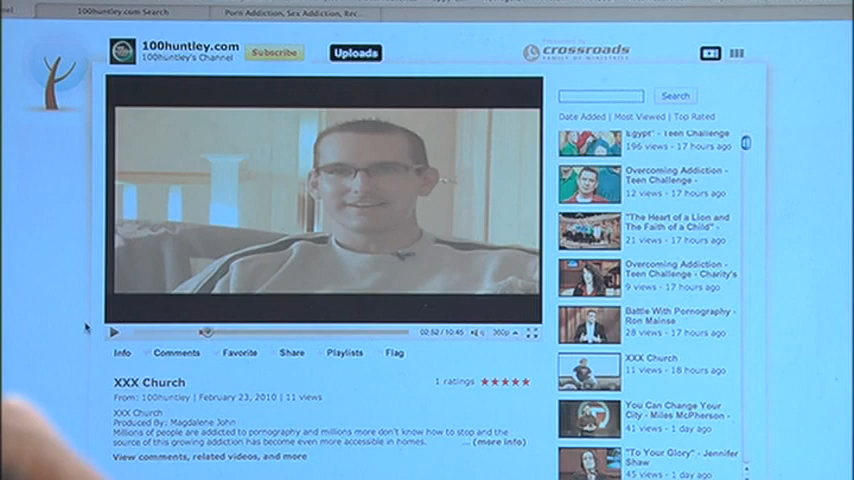 100huntley.com Search
Porn Addiction, Sex Addiction, Rec...
100huntley.com
100huntley's Channel
Subscribe
Uploads
Presented by
crossroads
FAMILY OF MINISTRIES
Search
Date Added | Most Viewed | Top Rated
Egypt" - Teen Challenge
196 views - 17 hours ago
Overcoming Addiction -
Teen Challenge -
12 views - 17 hours ago
"The Heart of a Lion and
The Faith of a Child" -
21 views - 17 hours ago
Overcoming Addiction -
Teen Challenge - Charity's
9 views - 17 hours ago
Battle With Pornography -
Ron Mainse
28 views - 17 hours ago
XXX Church
11 views - 18 hours ago
You Can Change Your
City - Miles McPherson -
41 views - 1 day ago
"To Your Glory" - Jennifer
Shaw
45 views - 1 day ago
02:52 / 10:45
360p
Info
Comments
Favorite
Share
Playlists
Flag
XXX Church
1 ratings
From: 100huntley | February 23, 2010 | 11 views
XXX Church
Produced By: Magdalene John
Millions of people are addicted to pornography and millions more don't know how to stop and the
source of this growing addiction has become even more accessible in homes. ... (more info)
View comments, related videos, and more